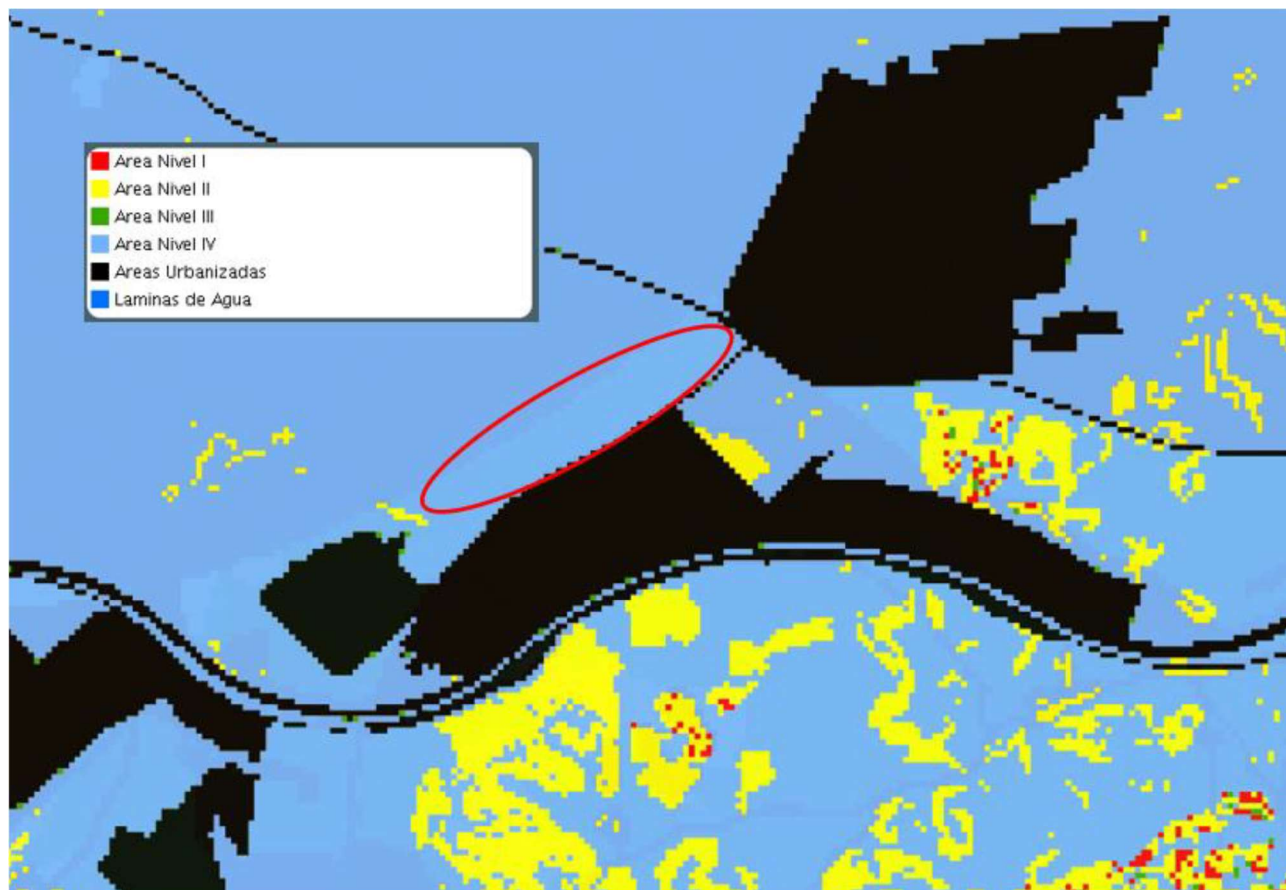 Area Nivel I
Area Nivel II
Area Nivel III
Area Nivel IV
Areas Urbanizadas
Laminas de Agua